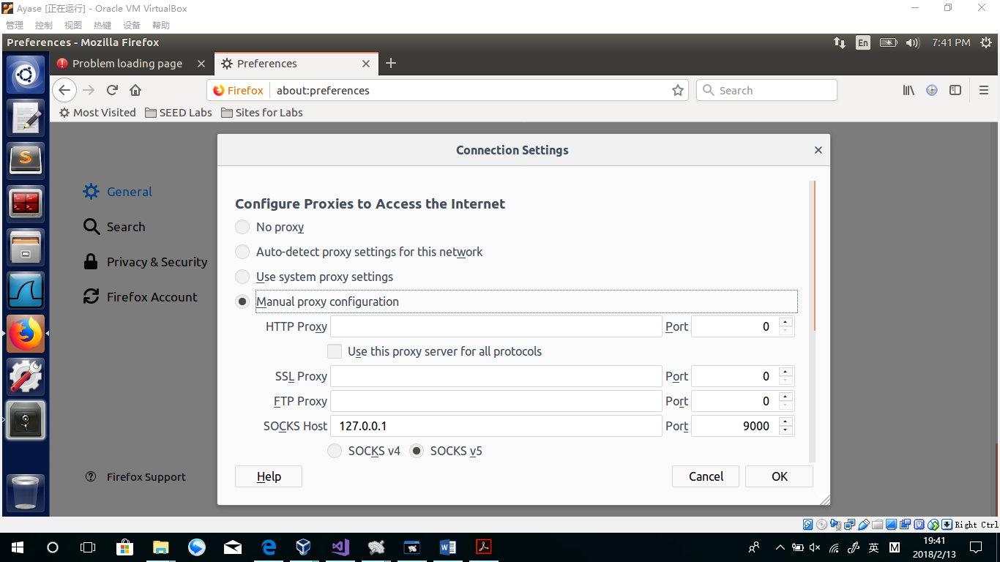 Ayase [正在运行] - Oracle VM VirtualBox
管理 控制 视图 热键 设备 帮助
Preferences - Mozilla Firefox En 7:41 PM
Problem loading page Preferences
Firefox about:preferences Search
Most Visited SEED Labs Sites for Labs
Connection Settings
General
Search
Privacy & Security
Firefox Account
Firefox Support
Configure Proxies to Access the Internet
No proxy
Auto-detect proxy settings for this network
Use system proxy settings
Manual proxy configuration
HTTP Proxy Port 0
Use this proxy server for all protocols
SSL Proxy Port 0
FTP Proxy Port 0
SOCKS Host 127.0.0.1 Port 9000
SOCKS v4 SOCKS v5
Help Cancel OK
Right Ctrl
英 M 19:41
2018/2/13